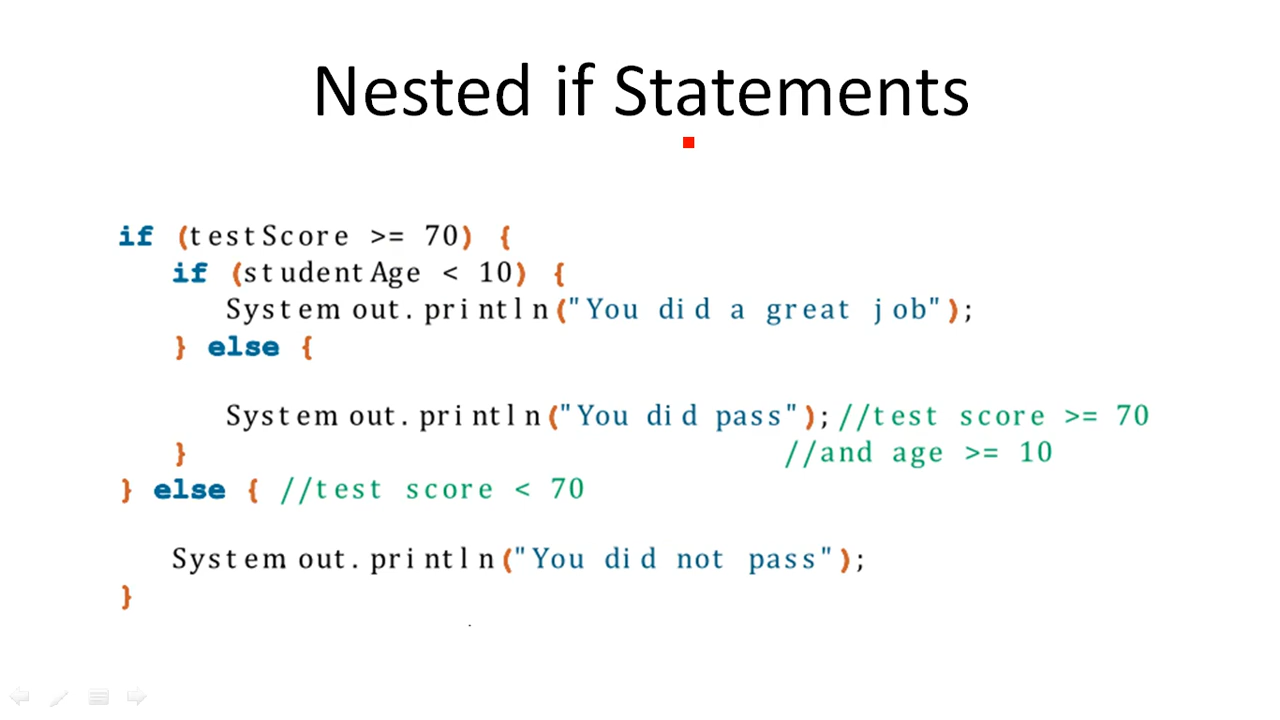 Nested if Statements
if (testScore >= 70) {
if (studentAge < 10) {
System out.println("You did a great job");
} else {
System out.println("You did pass"); //test score >= 70
} //and age >= 10
} else { //test score < 70
System out.println("You did not pass");
}